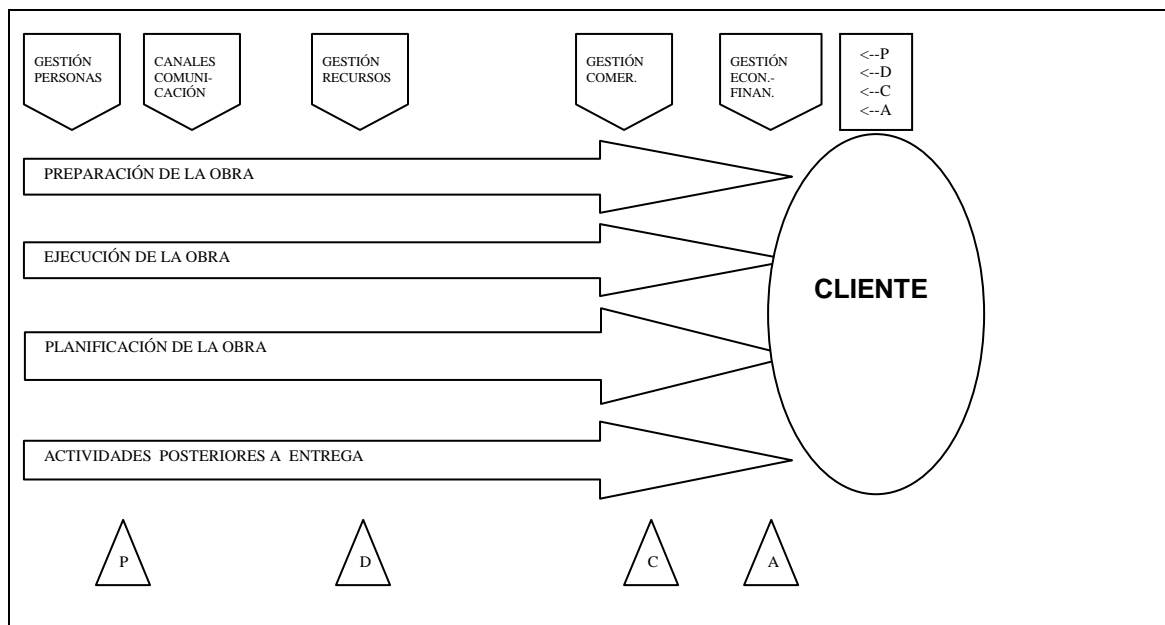 GESTIÓN
PERSONAS
CANALES
COMUNI-
CACIÓN
GESTIÓN
RECURSOS
GESTIÓN
COMER.
GESTIÓN
ECON.-
FINAN.
<--P
<--D
<--C
<--A
PREPARACIÓN DE LA OBRA
EJECUCIÓN DE LA OBRA
CLIENTE
PLANIFICACIÓN DE LA OBRA
ACTIVIDADES POSTERIORES A ENTREGA
P
D
C
A